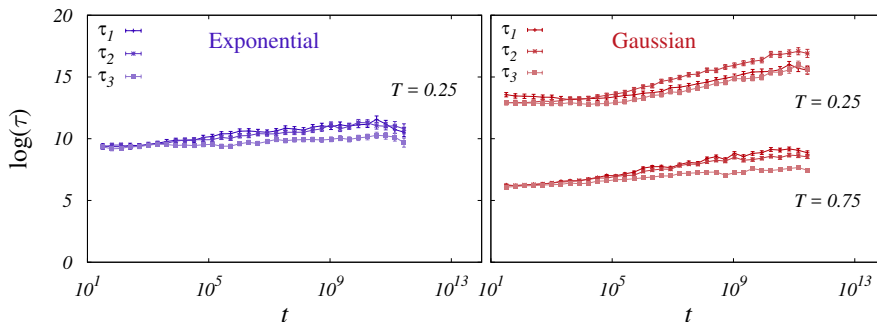 20
15
10
5
0
log(τ)
τ1
τ2
τ3
Exponential
T = 0.25
10^1
10^5
10^9
10^13
t
τ1
τ2
τ3
Gaussian
T = 0.25
T = 0.75
10^1
10^5
10^9
10^13
t